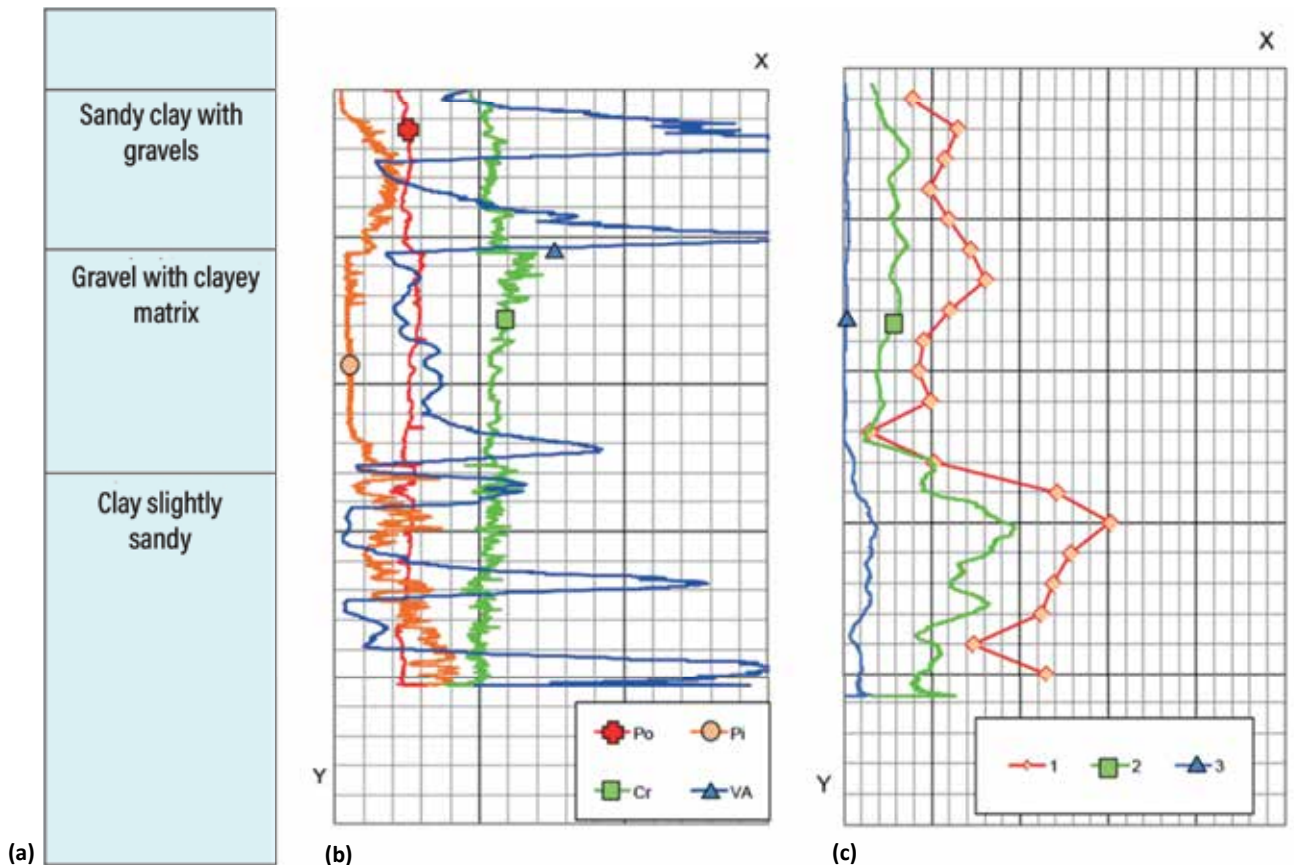 Sandy clay with
gravels
Gravel with clayey
matrix
Clay slightly
sandy
(a)
X
Y
Po
Pi
Cr
VA
(b)
X
Y
1
2
3
(c)